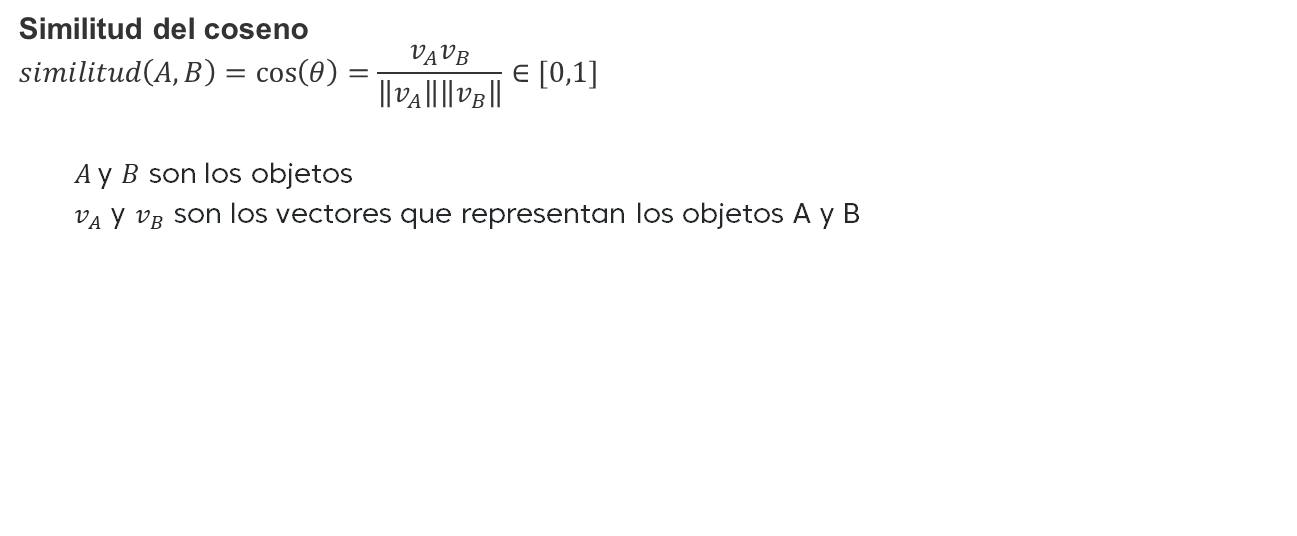 Similitud del coseno
similitud(A, B) = cos(θ) = v_A v_B / ‖v_A‖‖v_B‖ ∈ [0,1]
A y B son los objetos
v_A y v_B son los vectores que representan los objetos A y B